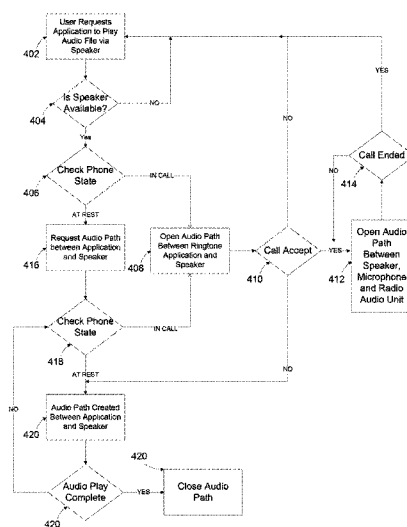 User Requests
Application to Play
Audio File via
Speaker
402
Is Speaker
Available?
404
NO
Yes
Check Phone
State
406
IN CALL
AT REST
Request Audio Path
between Application
and Speaker
416
Open Audio Path
Between Ringtone
Application and
Speaker
406
Call Accept
410
NO
YES
Open Audio
Path
Between
Speaker,
Microphone
and Radio
Audio Unit
412
Call Ended
414
YES
NO
Check Phone
State
418
IN CALL
AT REST
NO
Audio Path Created
Between Application
and Speaker
420
NO
Audio Play
Complete
420
YES
420
Close Audio
Path